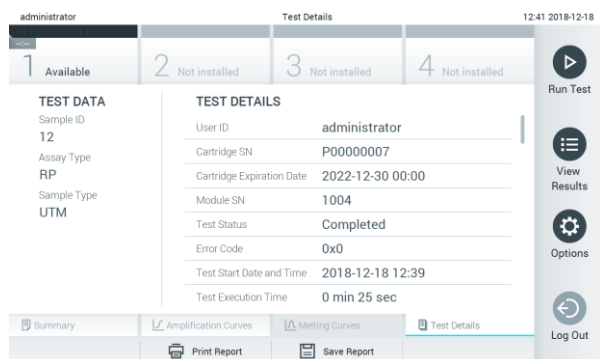 administrator Test Details 12:41 2018-12-18
--:--
1 Available 2 Not installed 3 Not installed 4 Not installed
Run Test
TEST DATA
Sample ID
12
Assay Type
RP
Sample Type
UTM
TEST DETAILS
User ID administrator
Cartridge SN P00000007
Cartridge Expiration Date 2022-12-30 00:00
Module SN 1004
Test Status Completed
Error Code 0x0
Test Start Date and Time 2018-12-18 12:39
Test Execution Time 0 min 25 sec
View
Results
Options
Log Out
Summary Amplification Curves Melting Curves Test Details
Print Report Save Report